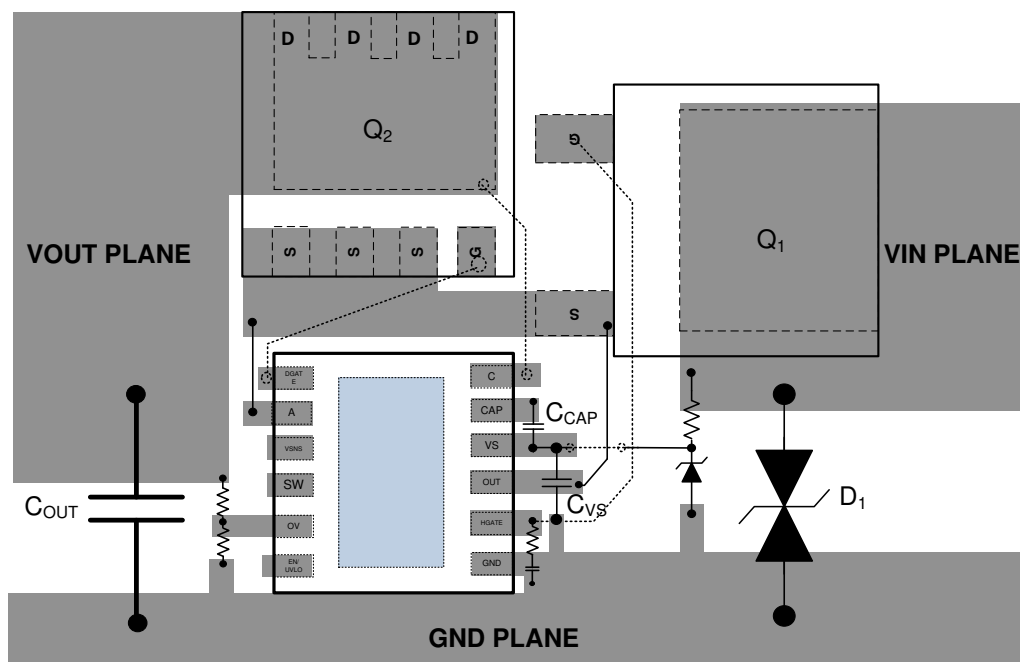 D D D D
Q2
G
VOUT PLANE
S S S G
Q1
VIN PLANE
S
DGAT
E
C
A
CAP
CCAP
VSNS
VS
SW
OUT
COUT
CVS
D1
OV
HGATE
EN/
UVLO
GND
GND PLANE